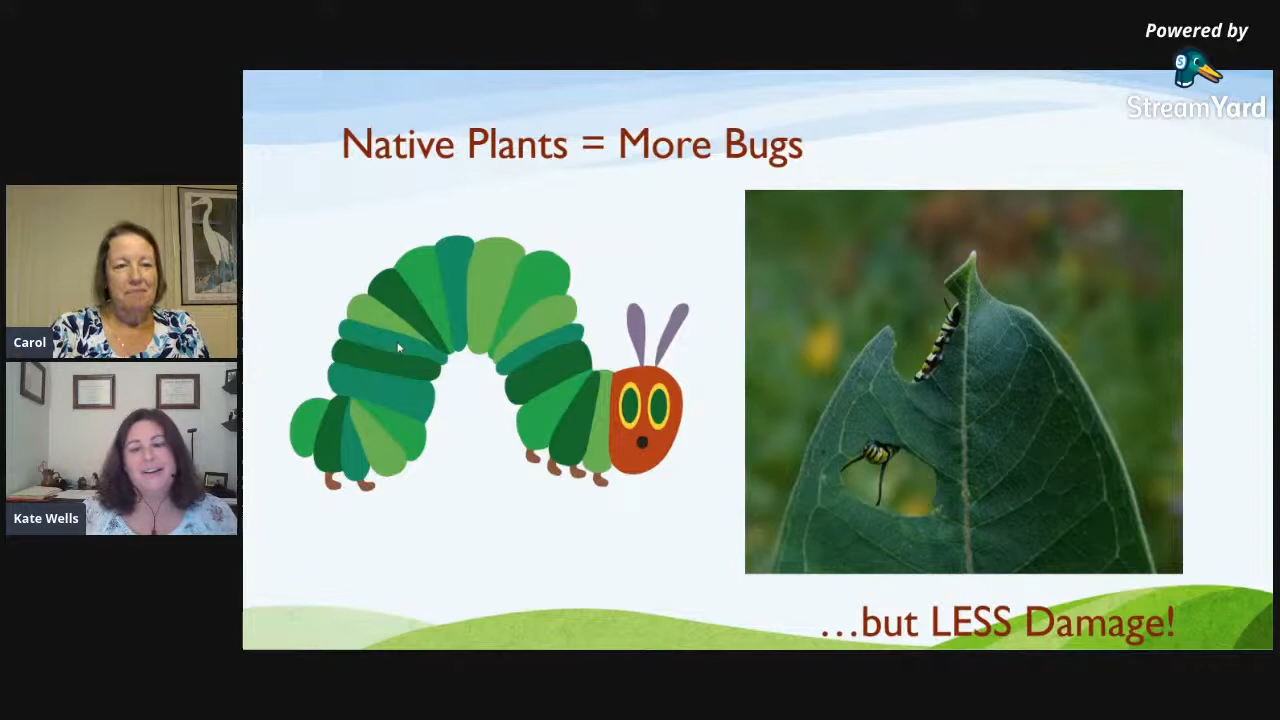 Powered by
StreamYard
Native Plants = More Bugs
Carol
Kate Wells
...but LESS Damage!